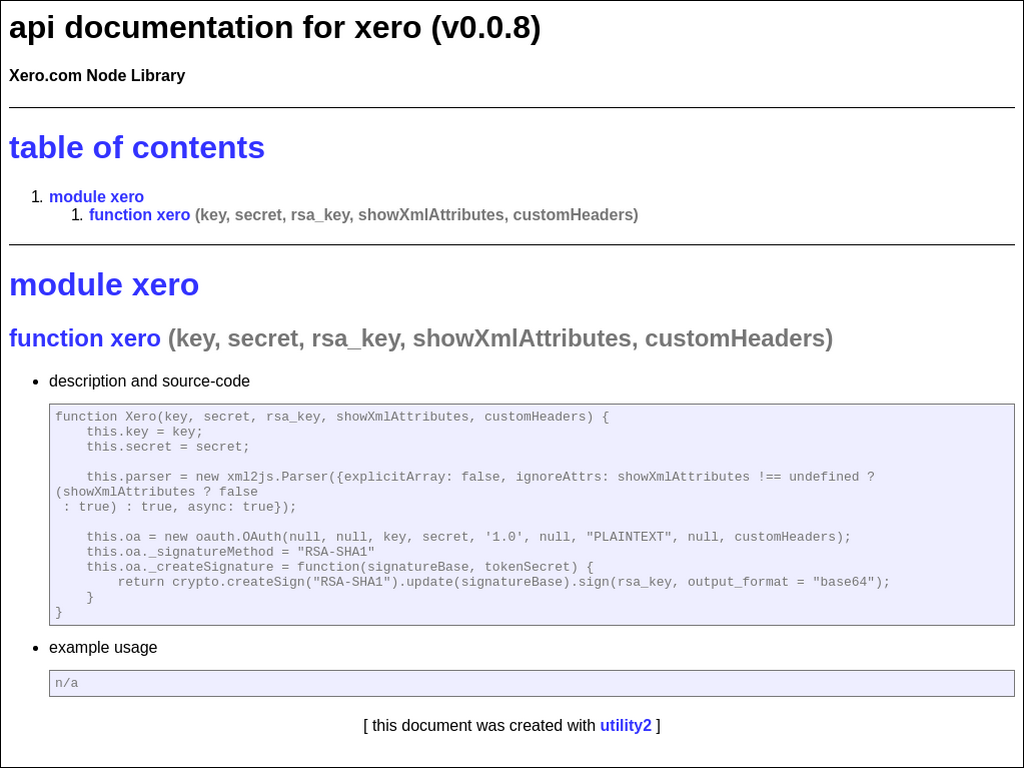 api documentation for xero (v0.0.8)
Xero.com Node Library
table of contents
1. module xero
1. function xero (key, secret, rsa_key, showXmlAttributes, customHeaders)
module xero
function xero (key, secret, rsa_key, showXmlAttributes, customHeaders)
• description and source-code
function Xero(key, secret, rsa_key, showXmlAttributes, customHeaders) {
    this.key = key;
    this.secret = secret;
    this.parser = new xml2js.Parser({explicitArray: false, ignoreAttrs: showXmlAttributes !== undefined ?
(showXmlAttributes ? false
 : true) : true, async: true});
    this.oa = new oauth.OAuth(null, null, key, secret, '1.0', null, "PLAINTEXT", null, customHeaders);
    this.oa._signatureMethod = "RSA-SHA1"
    this.oa._createSignature = function(signatureBase, tokenSecret) {
        return crypto.createSign("RSA-SHA1").update(signatureBase).sign(rsa_key, output_format = "base64");
    }
}
• example usage
n/a
[ this document was created with utility2 ]